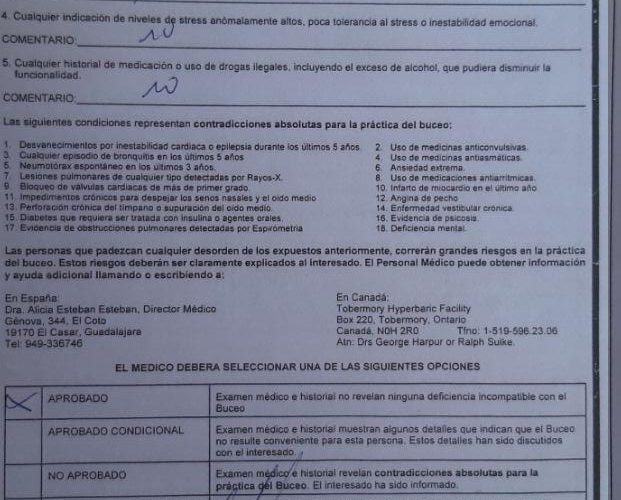 4. Cualquier indicación de niveles de stress anómalamente altos, poca tolerancia al stress o inestabilidad emocional.
COMENTARIO: NO
5. Cualquier historial de medicación o uso de drogas ilegales, incluyendo el exceso de alcohol, que pudiera disminuir la
funcionalidad.
COMENTARIO: NO
Las siguientes condiciones representan contradicciones absolutas para la práctica del buceo:
1. Desvanecimientos por inestabilidad cardiaca o epilepsia durante los últimos 5 años.
2. Uso de medicinas anticonvulsivas.
3. Cualquier episodio de bronquitis en los últimos 5 años
4. Uso de medicinas antiasmáticas.
5. Neumotórax espontáneo en los últimos 3 años.
6. Ansiedad extrema.
7. Lesiones pulmonares de cualquier tipo detectadas por Rayos-X.
8. Uso de medicaciones antiarrítmicas.
9. Bloqueo de válvulas cardiacas de más de primer grado.
10. Infarto de miocardio en el último año
11. Impedimentos crónicos para despejar los senos nasales y el oído medio
12. Angina de pecho
13. Perforación crónica del tímpano o supuración del oído medio.
14. Enfermedad vestibular crónica.
15. Diabetes que requiera ser tratada con insulina o agentes orales.
16. Evidencia de psicosis.
17. Evidencia de obstrucciones pulmonares detectadas por Espirometría
18. Deficiencia mental.
Las personas que padezcan cualquier desorden de los expuestos anteriormente, correrán grandes riesgos en la práctica
del buceo. Estos riesgos deberán ser claramente explicados al interesado. El Personal Médico puede obtener información
y ayuda adicional llamando o escribiendo a:
En España:
Dra. Alicia Esteban Esteban, Director Médico
Génova, 344, El Coto
19170 El Casar, Guadalajara
Tel: 949-336746
En Canadá:
Tobermory Hyperbaric Facility
Box 220, Tobermory, Ontario
Canadá, N0H 2R0 Tfno: 1-519-596.23.06
Atn: Drs George Harpur or Ralph Suike.
EL MEDICO DEBERA SELECCIONAR UNA DE LAS SIGUIENTES OPCIONES
X APROBADO
Examen médico e historial no revelan ninguna deficiencia incompatible con el
Buceo
APROBADO CONDICIONAL
Examen médico e historial muestran algunos detalles que indican que el Buceo
no resulte conveniente para esta persona. Estos detalles han sido discutidos
con el interesado.
NO APROBADO
Examen médico e historial revelan contradicciones absolutas para la
práctica del Buceo. El interesado ha sido informado.